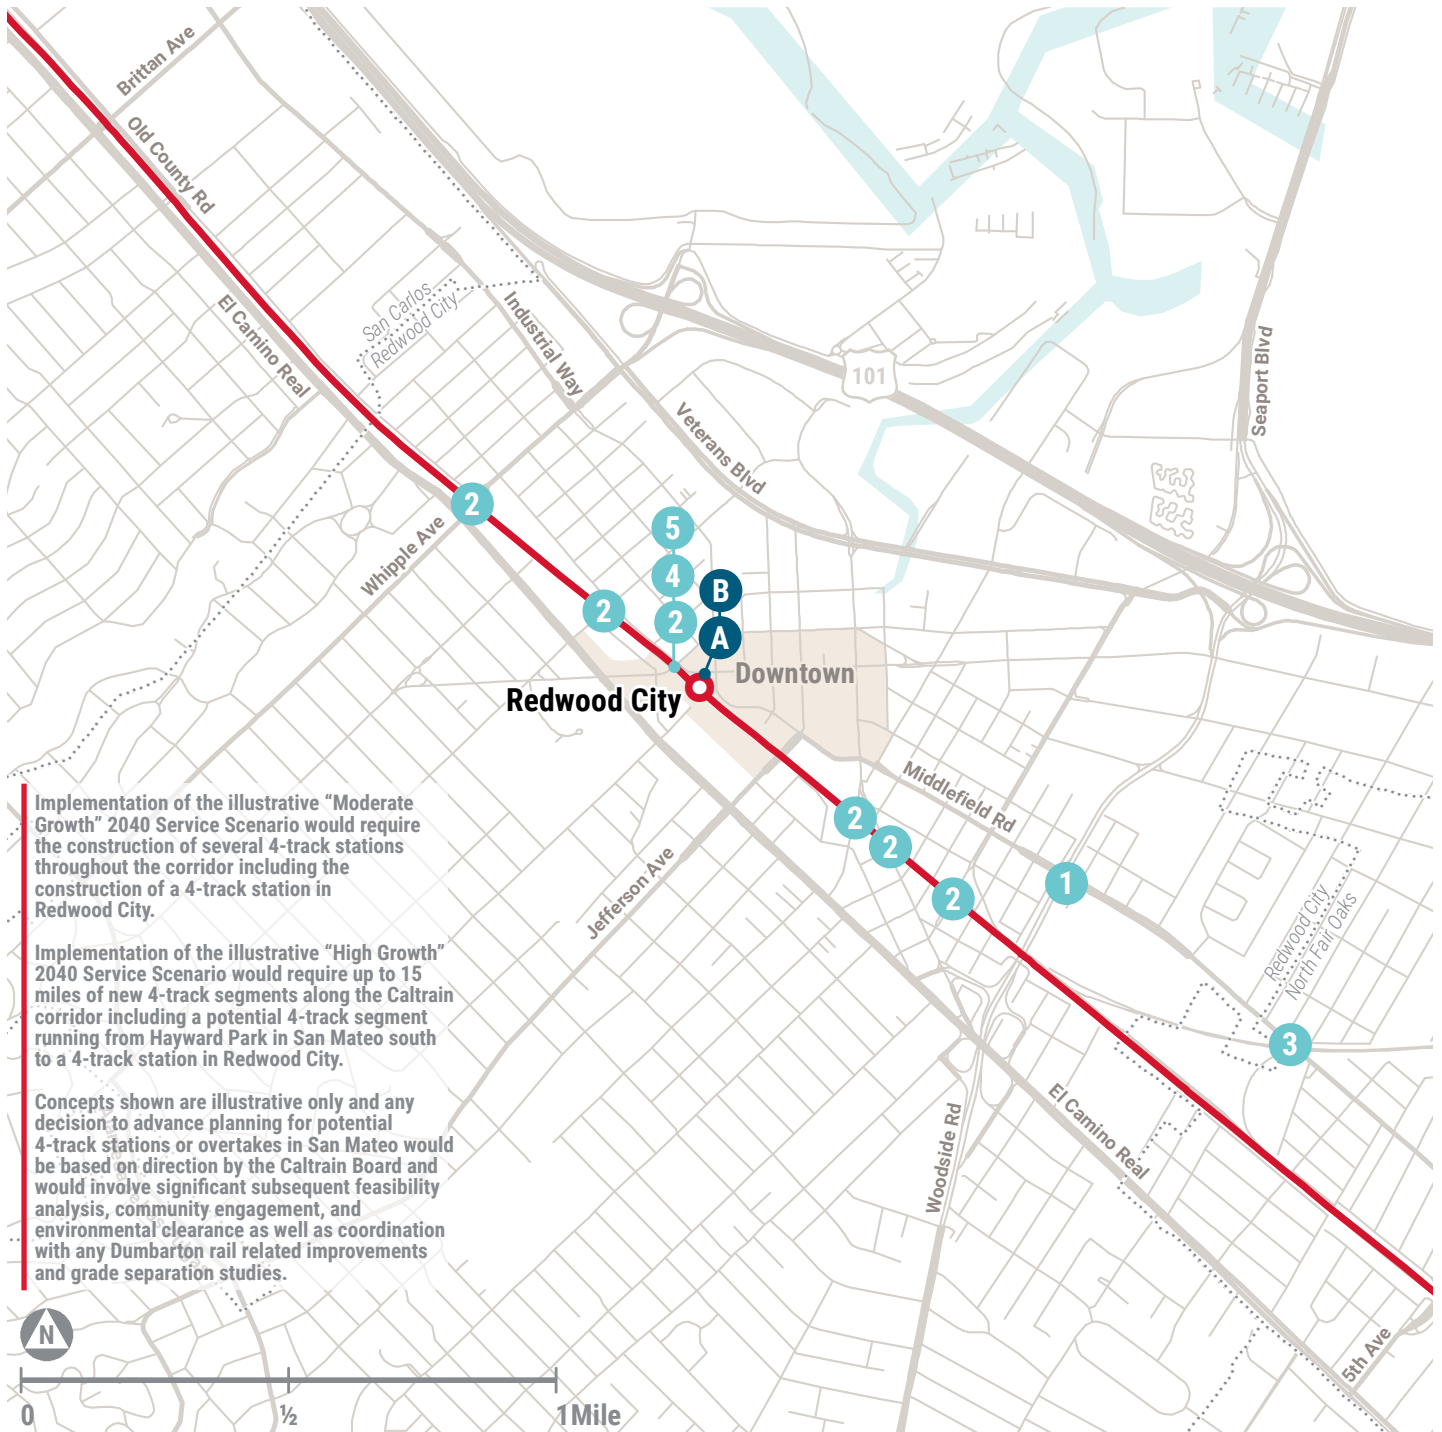 Brittan Ave
Old County Rd
El Camino Real
San Carlos
Redwood City
Industrial Way
Veterans Blvd
101
Seaport Blvd
Whipple Ave
2
2
5
4
2
B
A
Downtown
Redwood City
Middlefield Rd
Jefferson Ave
2
2
2
1
3
Redwood City
North Fair Oaks
El Camino Real
Woodside Rd
5th Ave
Implementation of the illustrative “Moderate
Growth” 2040 Service Scenario would require
the construction of several 4-track stations
throughout the corridor including the
construction of a 4-track station in
Redwood City.
Implementation of the illustrative “High Growth”
2040 Service Scenario would require up to 15
miles of new 4-track segments along the Caltrain
corridor including a potential 4-track segment
running from Hayward Park in San Mateo south
to a 4-track station in Redwood City.
Concepts shown are illustrative only and any
decision to advance planning for potential
4-track stations or overtakes in San Mateo would
be based on direction by the Caltrain Board and
would involve significant subsequent feasibility
analysis, community engagement, and
environmental clearance as well as coordination
with any Dumbarton rail related improvements
and grade separation studies.
N
0
½
1Mile